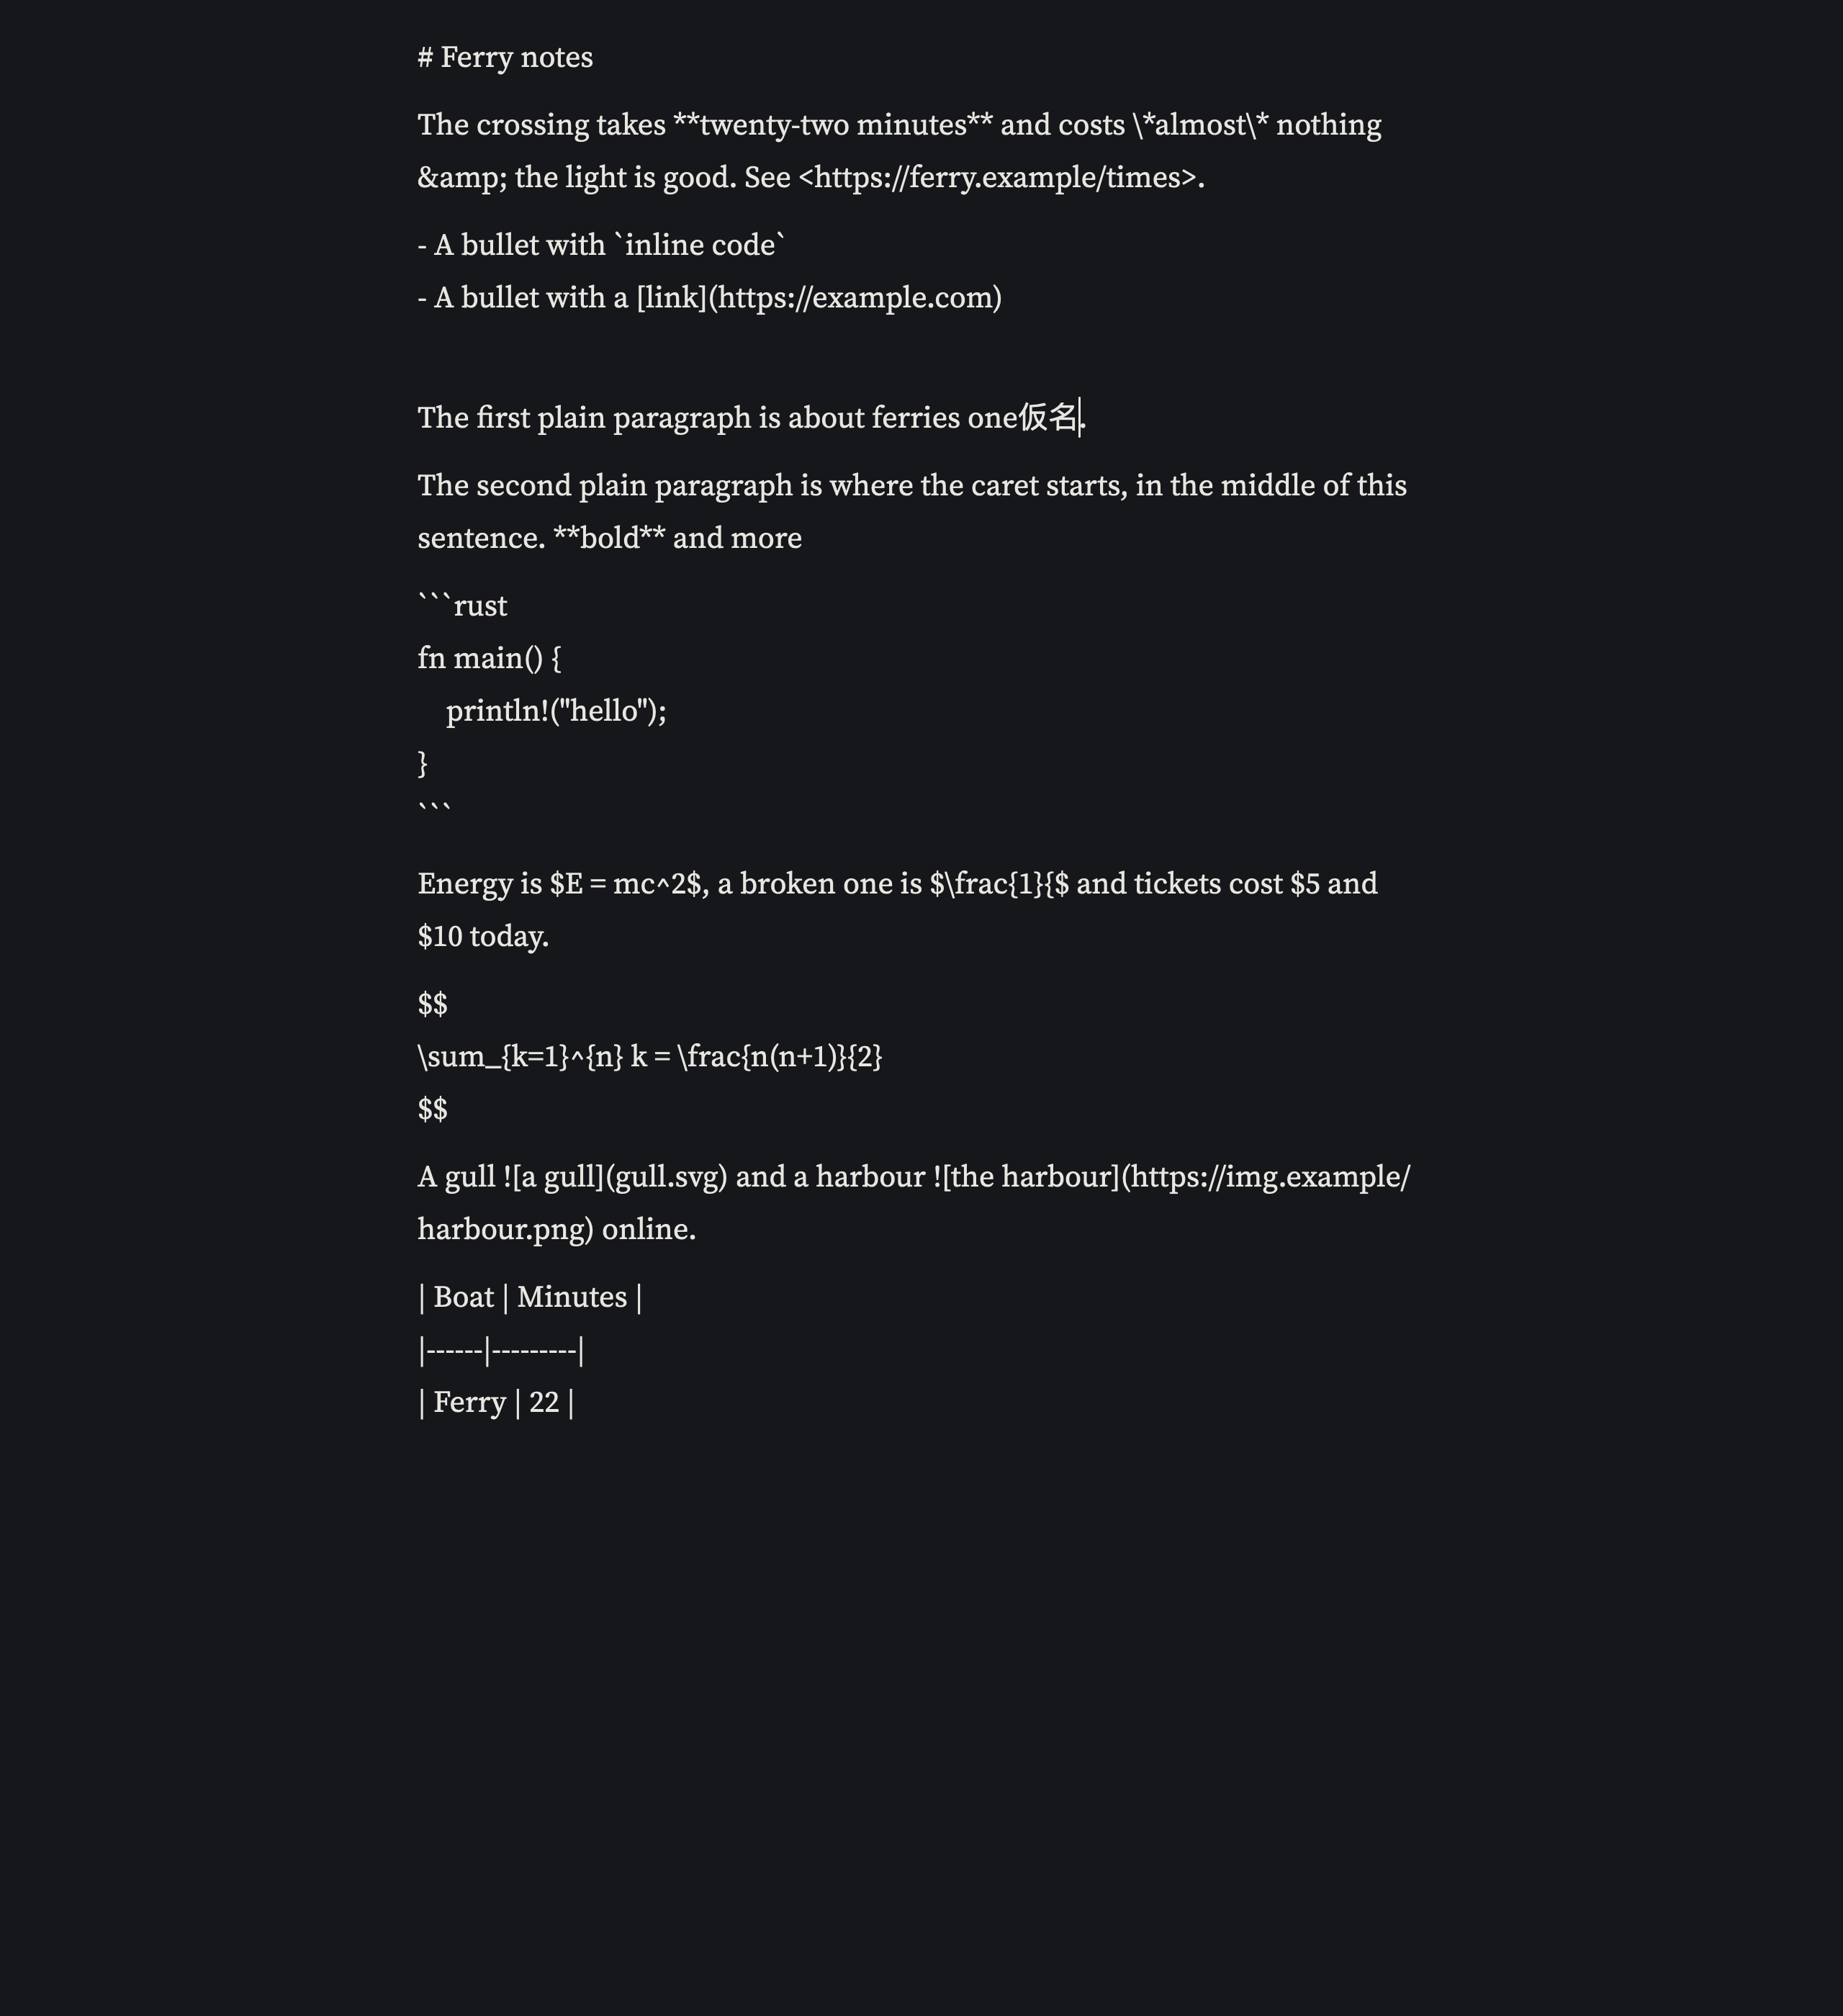 # Ferry notes
The crossing takes **twenty-two minutes** and costs \*almost\* nothing
&amp; the light is good. See <https://ferry.example/times>.
- A bullet with `inline code`
- A bullet with a [link](https://example.com)
The first plain paragraph is about ferries one仮名.
The second plain paragraph is where the caret starts, in the middle of this
sentence. **bold** and more
```rust
fn main() {
    println!("hello");
}
```
Energy is $E = mc^2$, a broken one is $\frac{1}{$ and tickets cost $5 and
$10 today.
$$
\sum_{k=1}^{n} k = \frac{n(n+1)}{2}
$$
A gull ![a gull](gull.svg) and a harbour ![the harbour](https://img.example/
harbour.png) online.
| Boat | Minutes |
|------|---------|
| Ferry | 22 |